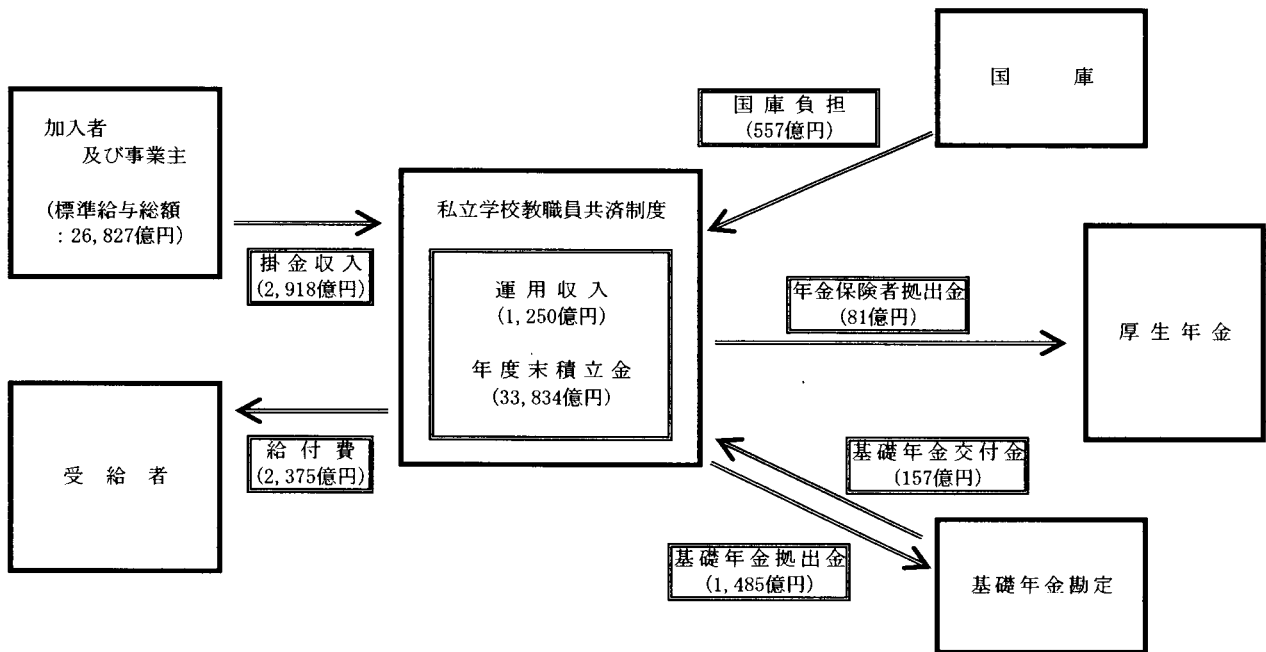 国庫
国庫負担
(557億円)
加入者
及び事業主
(標準給与総額
:26,827億円)
掛金収入
(2,918億円)
私立学校教職員共済制度
運用収入
(1,250億円)
年度末積立金
(33,834億円)
年金保険者拠出金
(81億円)
厚生年金
給付費
(2,375億円)
受給者
基礎年金交付金
(157億円)
基礎年金拠出金
(1,485億円)
基礎年金勘定